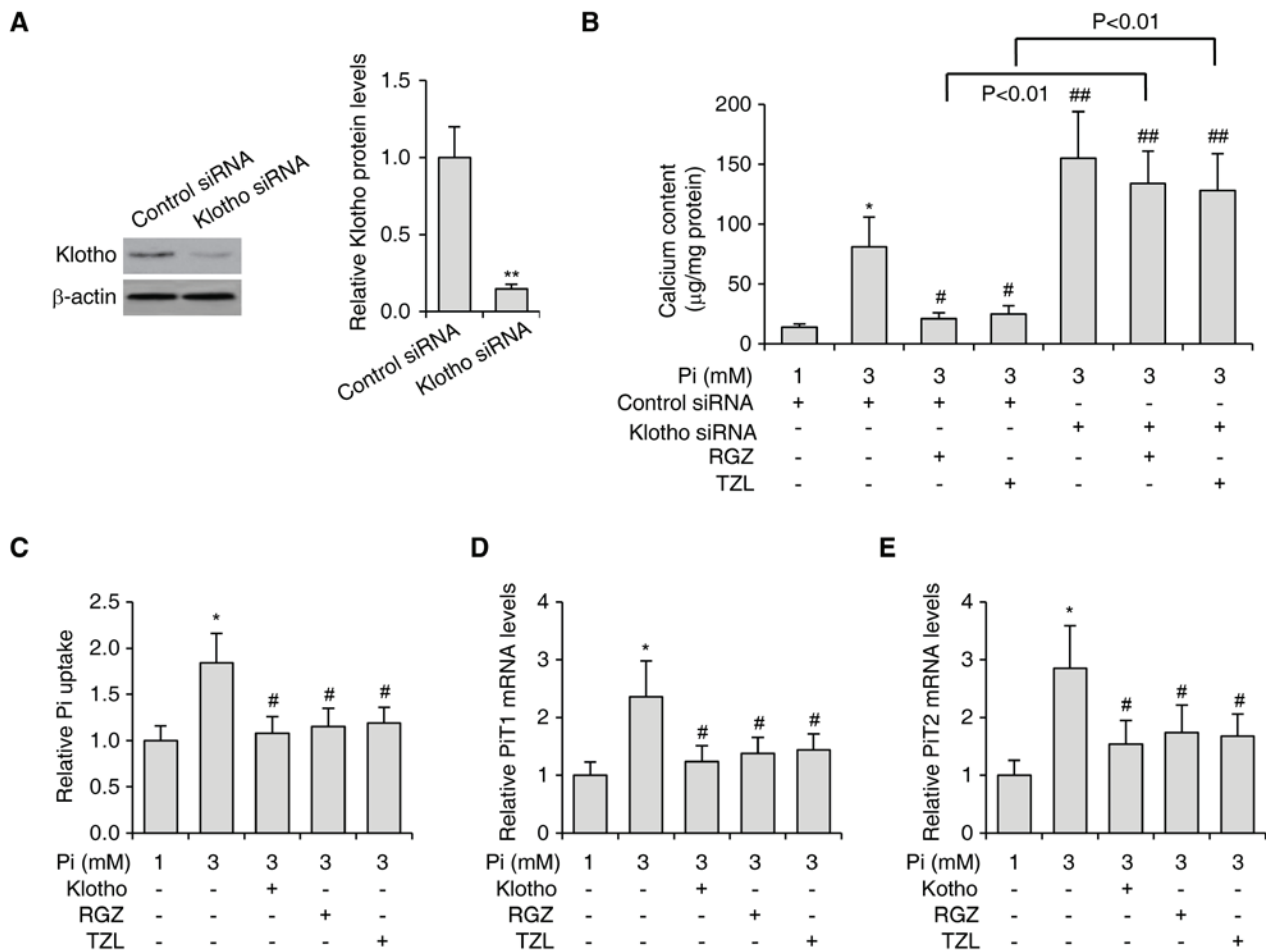 A
Control siRNA
Klotho siRNA
Klotho
β-actin
Relative Klotho protein levels
1.5
1.0
0.5
0.0
**
Control siRNA
Klotho siRNA
B
P<0.01
P<0.01
Calcium content
(μg/mg protein)
200
150
100
50
0
* # # ## ## ##
Pi (mM) 1 3 3 3 3 3 3
Control siRNA + + + + - - -
Klotho siRNA - - - - + + +
RGZ - - + - - + -
TZL - - - + - - +
C
Relative Pi uptake
2.5
2.0
1.5
1.0
0.5
0.0
* # # #
Pi (mM) 1 3 3 3 3
Klotho - - + - -
RGZ - - - + -
TZL - - - - +
D
Relative PiT1 mRNA levels
4
3
2
1
0
* # # #
Pi (mM) 1 3 3 3 3
Klotho - - + - -
RGZ - - - + -
TZL - - - - +
E
Relative PiT2 mRNA levels
4
3
2
1
0
* # # #
Pi (mM) 1 3 3 3 3
Kotho - - + - -
RGZ - - - + -
TZL - - - - +